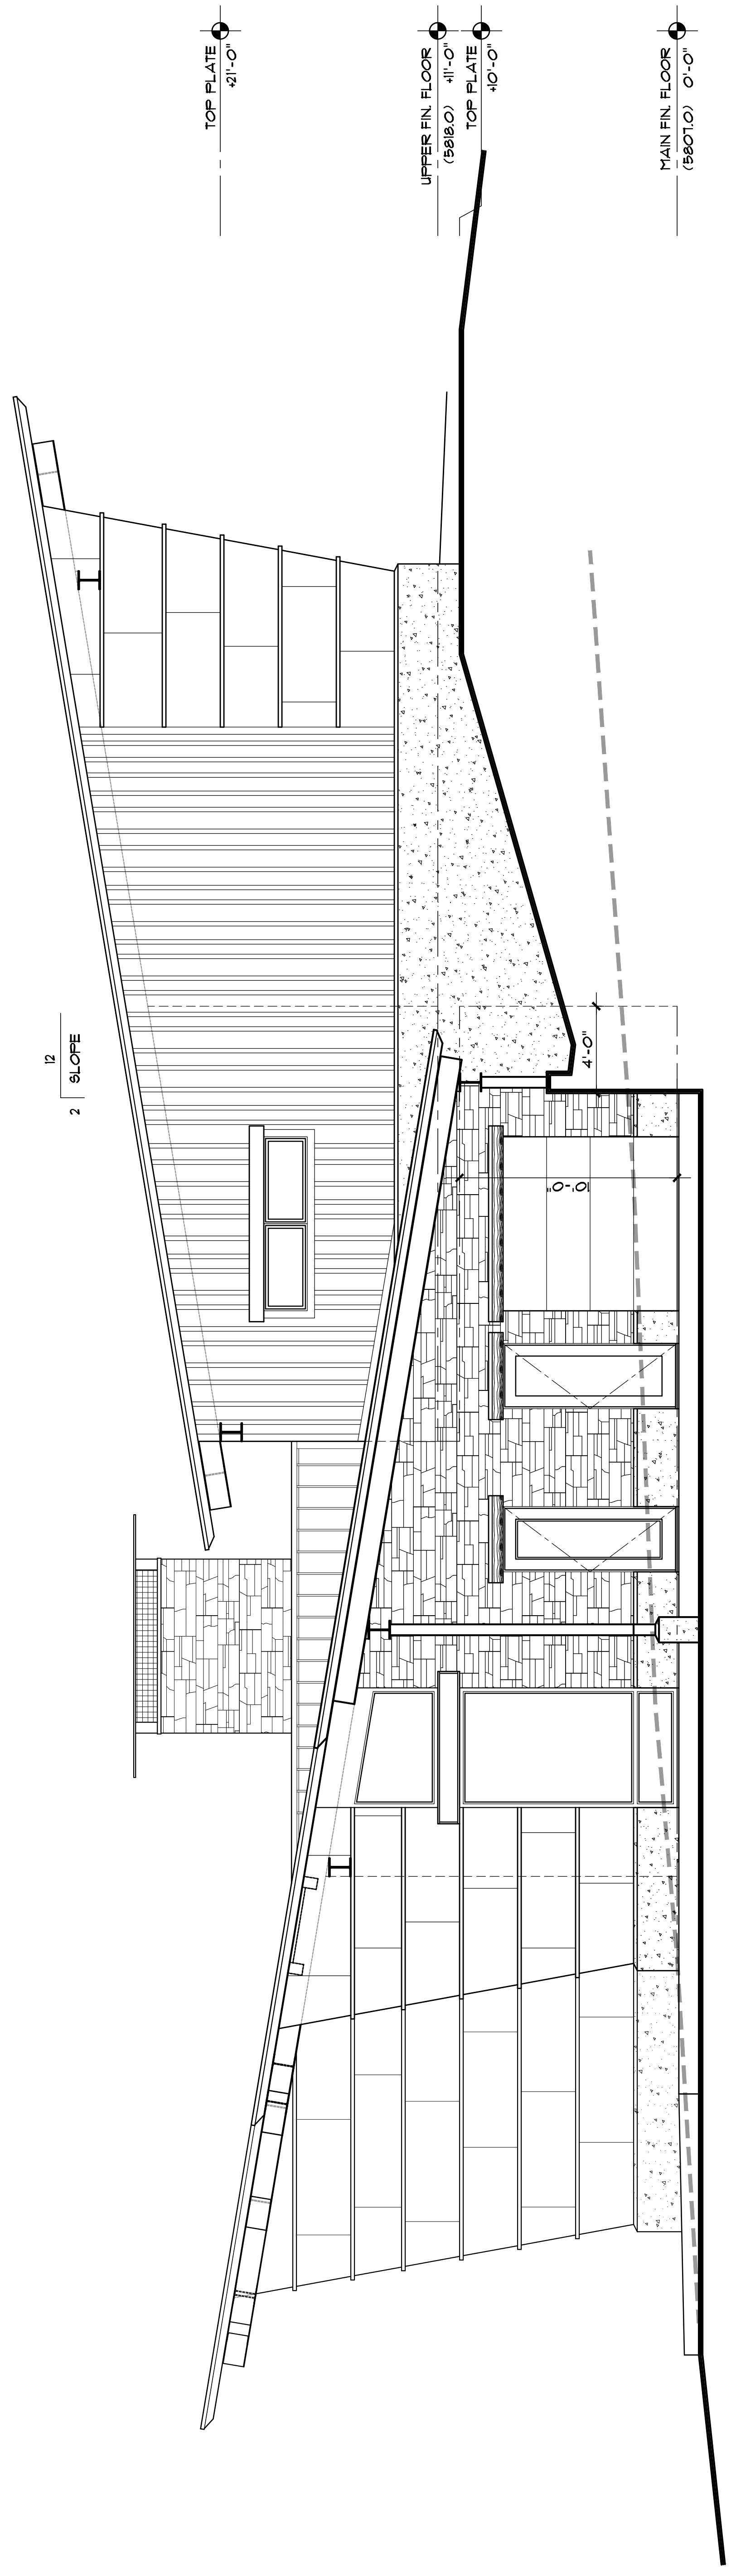 TOP PLATE
+21'-0"
UPPER FIN. FLOOR
(5818.0) +11'-0"
TOP PLATE
+10'-0"
MAIN FIN. FLOOR
(5807.0) 0'-0"
12
2 SLOPE
4'-0"
10'-0"